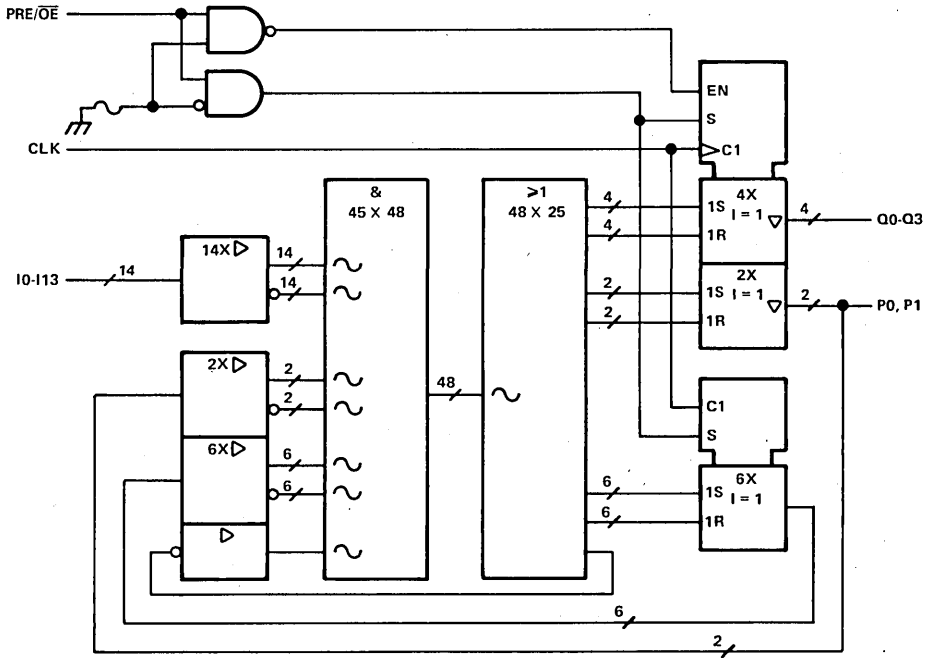 PRE/OE
EN
S
CLK
C1
&
45 X 48
≥1
48 X 25
4X
I = 1
▽
4
1S
4
1R
4
Q0-Q3
I0-I13
14
14X ▷
14
14
2X
I = 1
▽
2
1S
2
1R
2
P0, P1
2X ▷
2
2
48
C1
S
6X ▷
6
6
6X
I = 1
6
1S
6
1R
▷
6
2